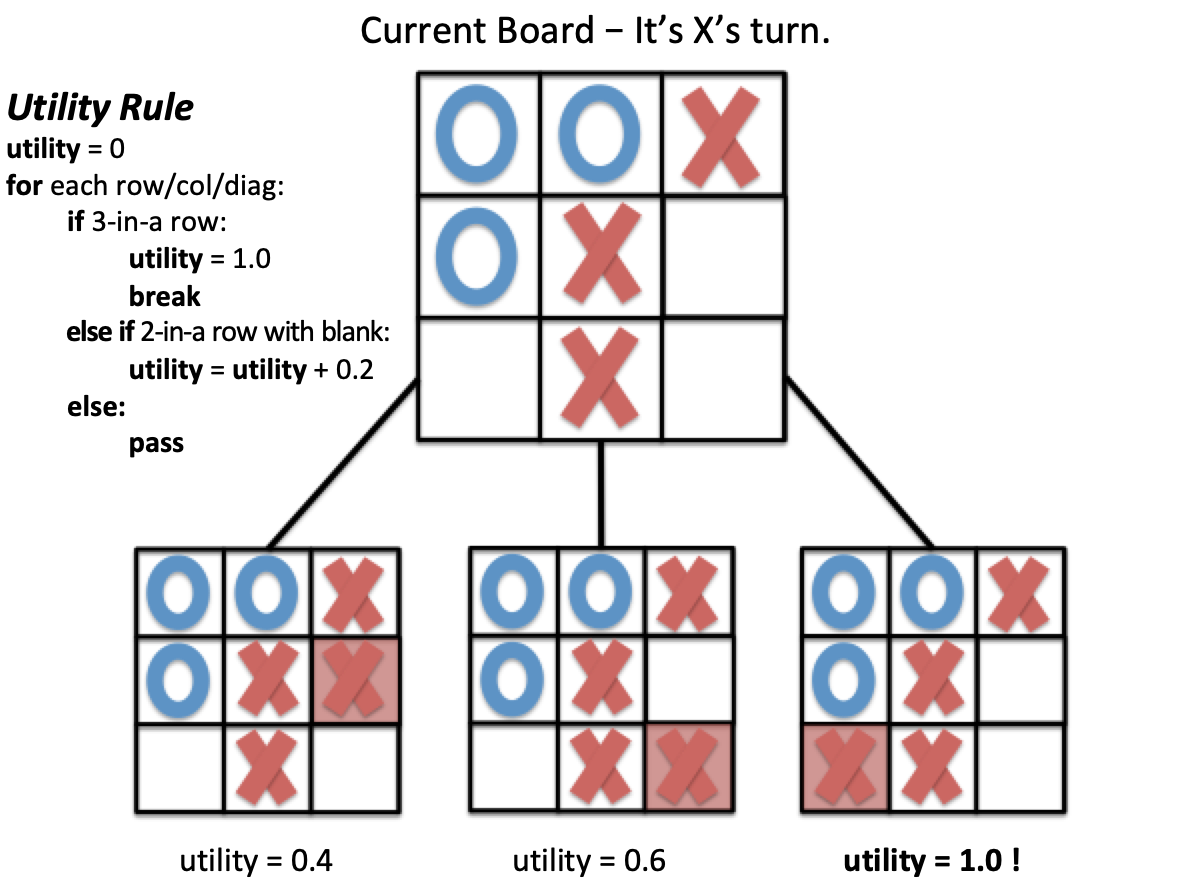 Current Board – It's X's turn.
Utility Rule
utility = 0
for each row/col/diag:
if 3-in-a row:
utility = 1.0
break
else if 2-in-a row with blank:
utility = utility + 0.2
else:
pass
O O X
O X
X
O O X
O X X
X
O O X
O X
X X
O O X
O X
X X
utility = 0.4
utility = 0.6
utility = 1.0 !